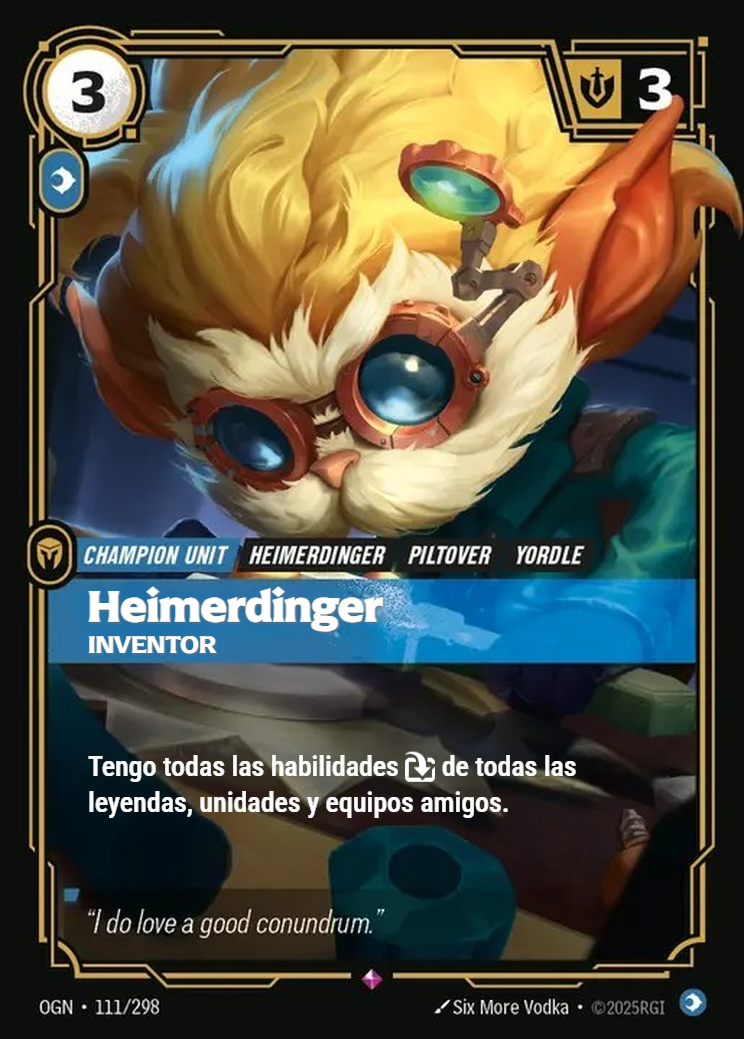 3
3
CHAMPION UNIT HEIMERDINGER PILTOVER YORDLE
Heimerdinger
INVENTOR
Tengo todas las habilidades de todas las
leyendas, unidades y equipos amigos.
“I do love a good conundrum.”
OGN • 111/298
Six More Vodka • ©2025RGI